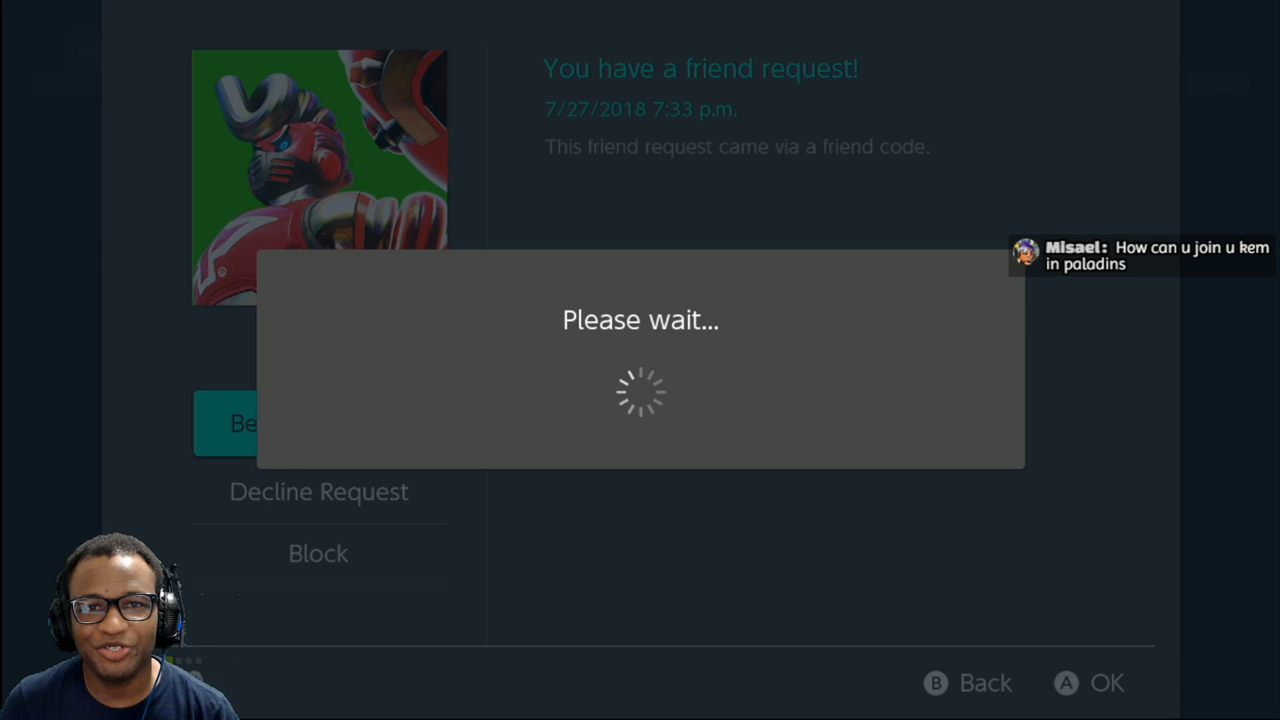 You have a friend request!
7/27/2018 7:33 p.m.
This friend request came via a friend code.
Misael: How can u join u kem
in paladins
Please wait...
Be
Decline Request
Block
B Back
A OK